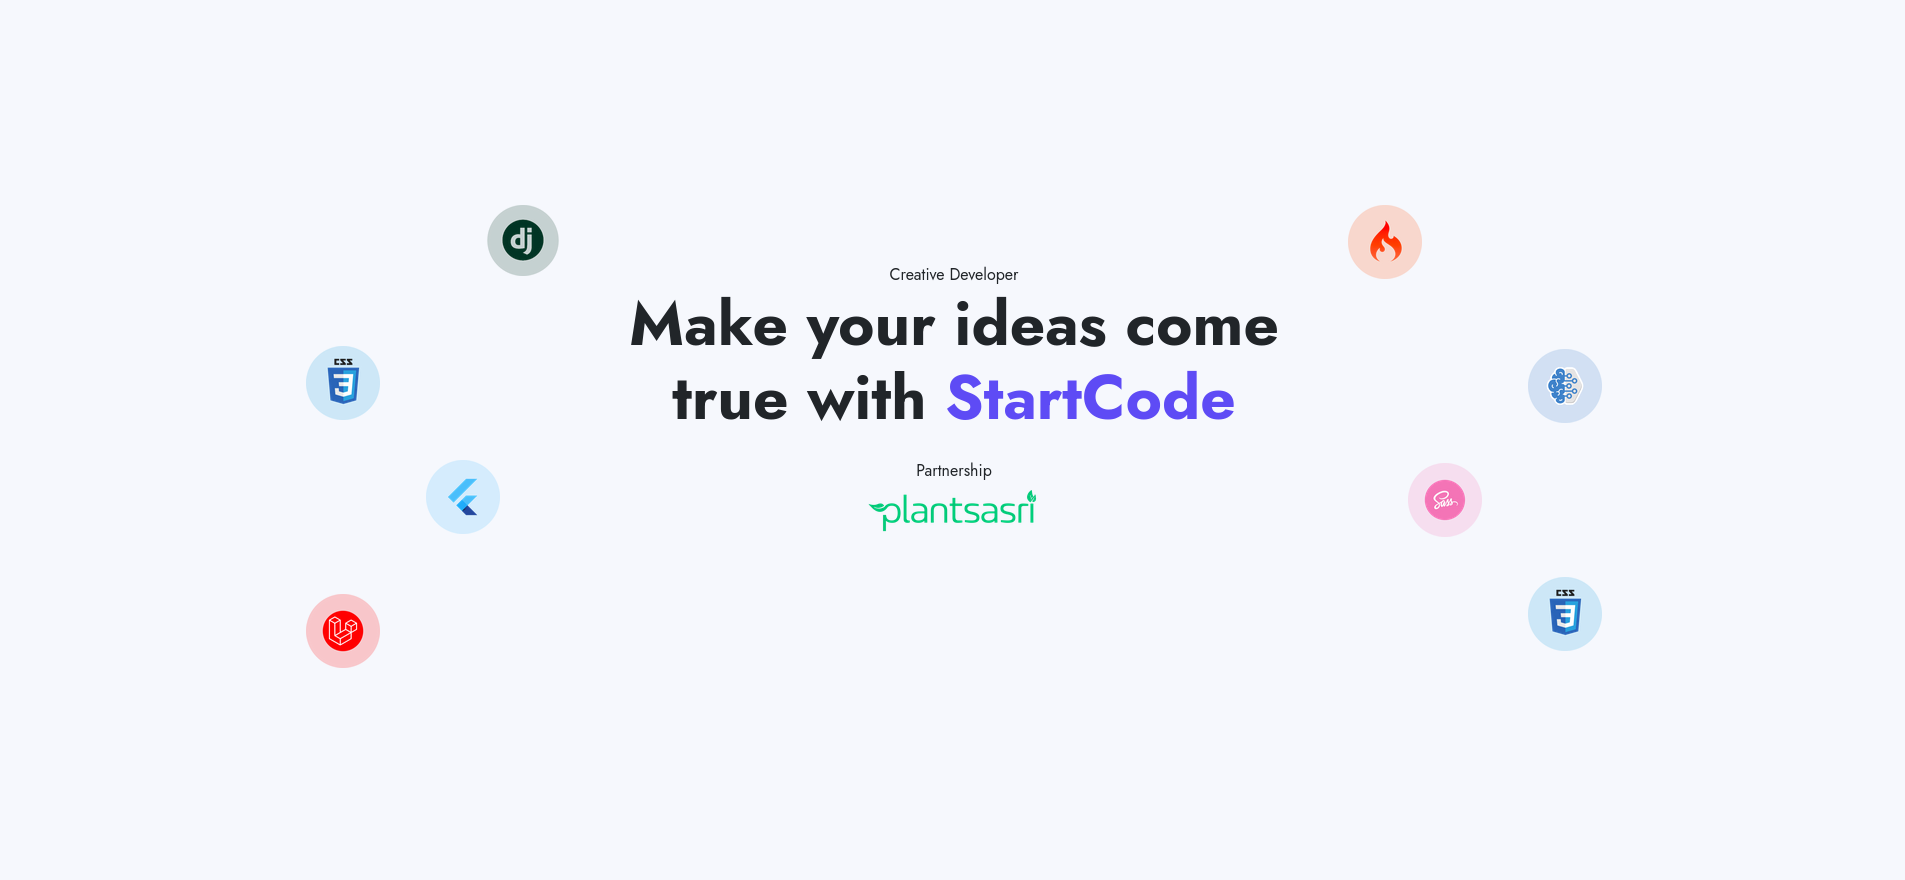 dj
Creative Developer
Make your ideas come
true with StartCode
CSS
3
Partnership
plantsasri
Sass
CSS
3